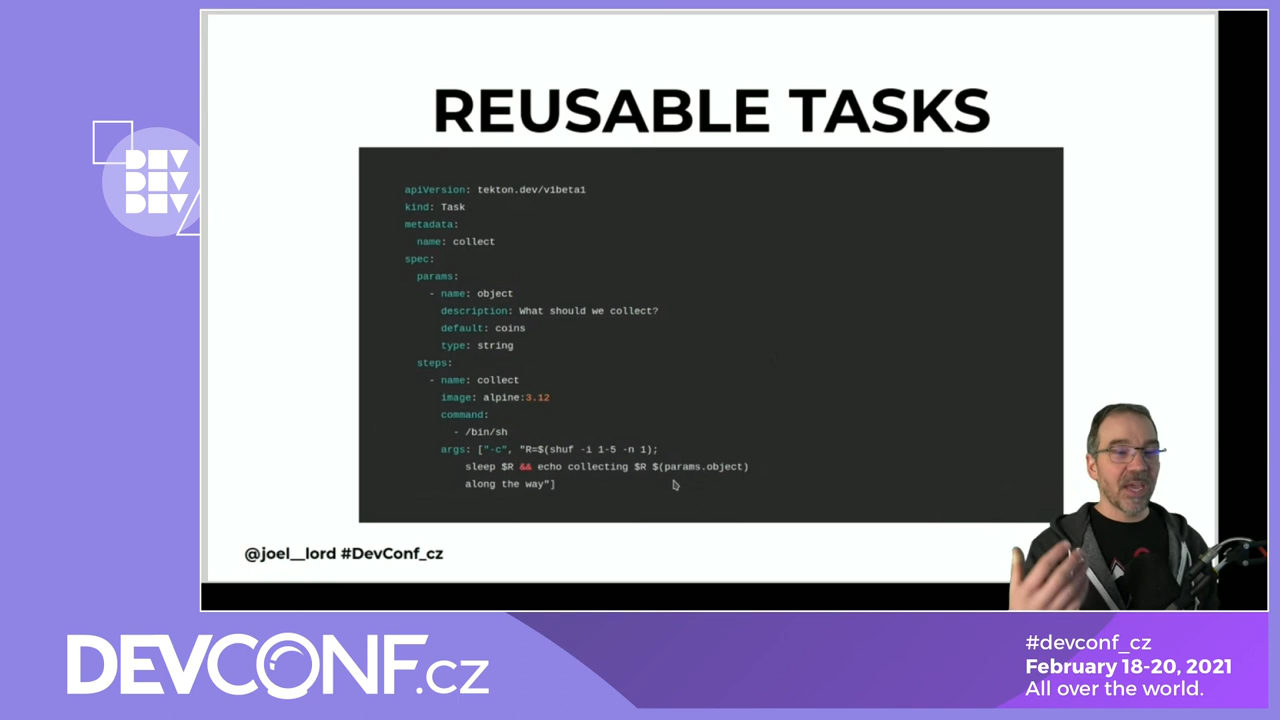 REUSABLE TASKS
DEV
DEV
DEV
apiVersion: tekton.dev/v1beta1
kind: Task
metadata:
  name: collect
spec:
  params:
    - name: object
      description: What should we collect?
      default: coins
      type: string
  steps:
    - name: collect
      image: alpine:3.12
      command:
        - /bin/sh
      args: ["-c", "R=$(shuf -i 1-5 -n 1);
          sleep $R && echo collecting $R $(params.object)
          along the way"]
@joel__lord #DevConf_cz
DEVCONF.cz
#devconf_cz
February 18-20, 2021
All over the world.